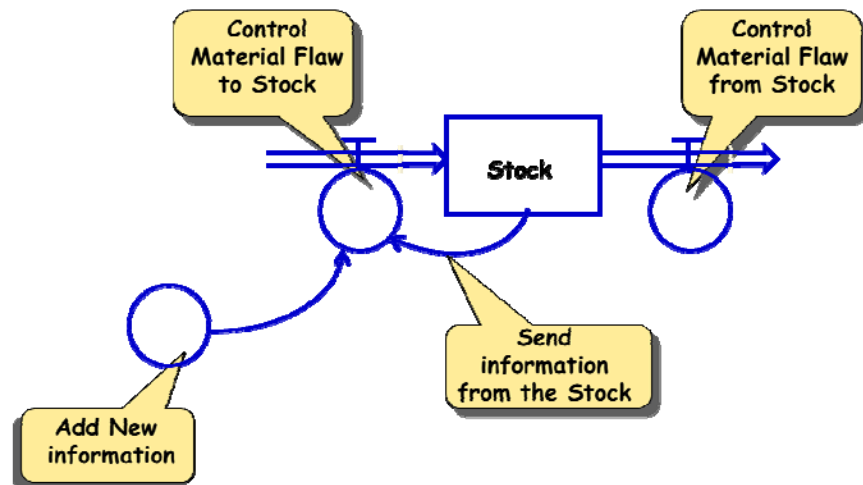 Control
Material Flaw
to Stock
Control
Material Flaw
from Stock
Stock
Send
information
from the Stock
Add New
information